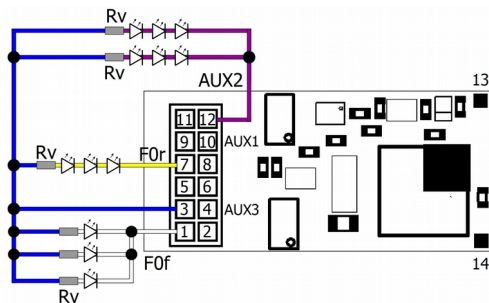 Rv
Rv
AUX2
13
11 12
AUX1
9 10
Rv
F0r
7 8
5 6
3 4
AUX3
1 2
F0f
14
Rv